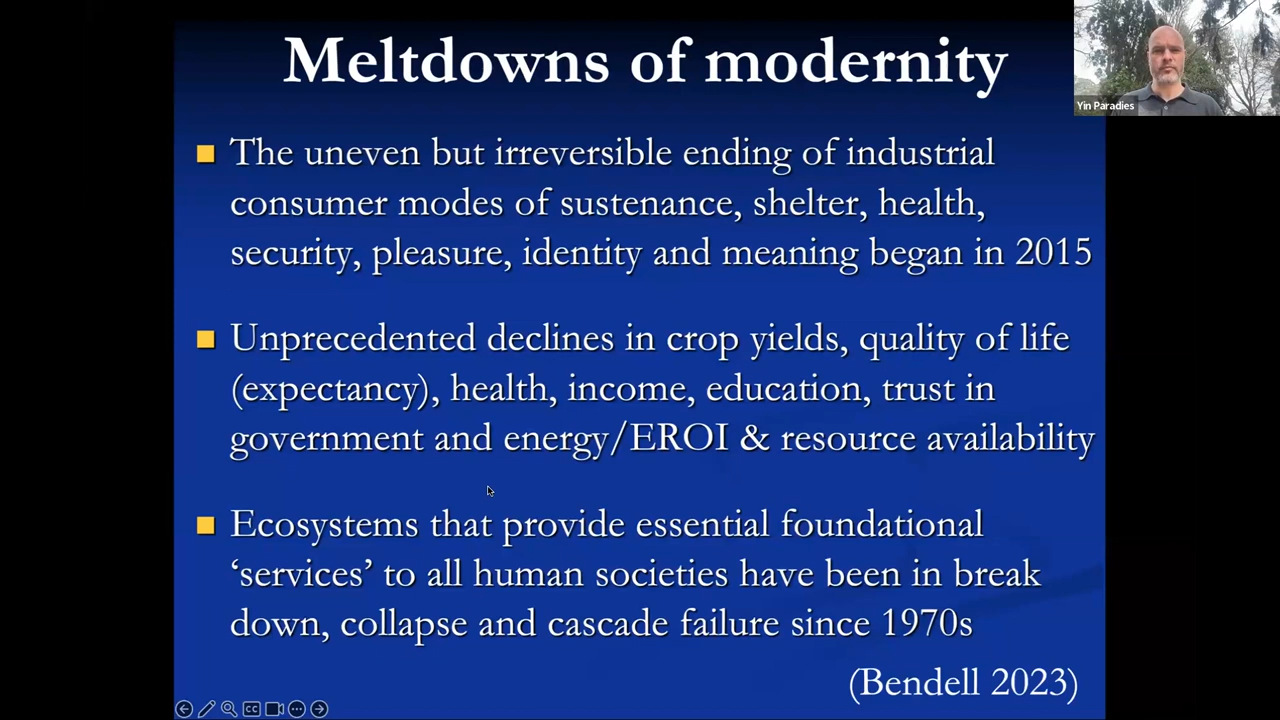 Meltdowns of modernity
Yin Paradies
The uneven but irreversible ending of industrial
consumer modes of sustenance, shelter, health,
security, pleasure, identity and meaning began in 2015
Unprecedented declines in crop yields, quality of life
(expectancy), health, income, education, trust in
government and energy/EROI & resource availability
Ecosystems that provide essential foundational
‘services’ to all human societies have been in break
down, collapse and cascade failure since 1970s
(Bendell 2023)
CC